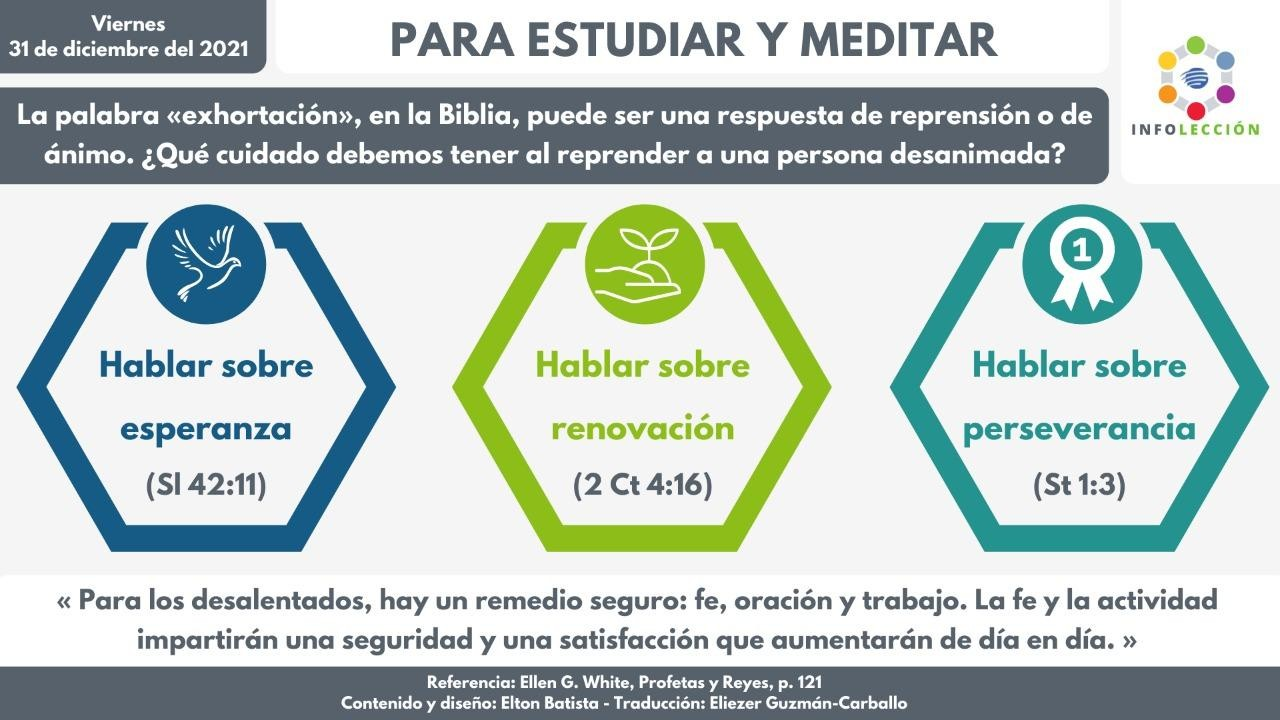 Viernes
31 de diciembre del 2021
PARA ESTUDIAR Y MEDITAR
INFOLECCIÓN
La palabra «exhortación», en la Biblia, puede ser una respuesta de reprensión o de
ánimo. ¿Qué cuidado debemos tener al reprender a una persona desanimada?
Hablar sobre
esperanza
(Sl 42:11)
Hablar sobre
renovación
(2 Ct 4:16)
1
Hablar sobre
perseverancia
(St 1:3)
« Para los desalentados, hay un remedio seguro: fe, oración y trabajo. La fe y la actividad
impartirán una seguridad y una satisfacción que aumentarán de día en día. »
Referencia: Ellen G. White, Profetas y Reyes, p. 121
Contenido y diseño: Elton Batista - Traducción: Eliezer Guzmán-Carballo